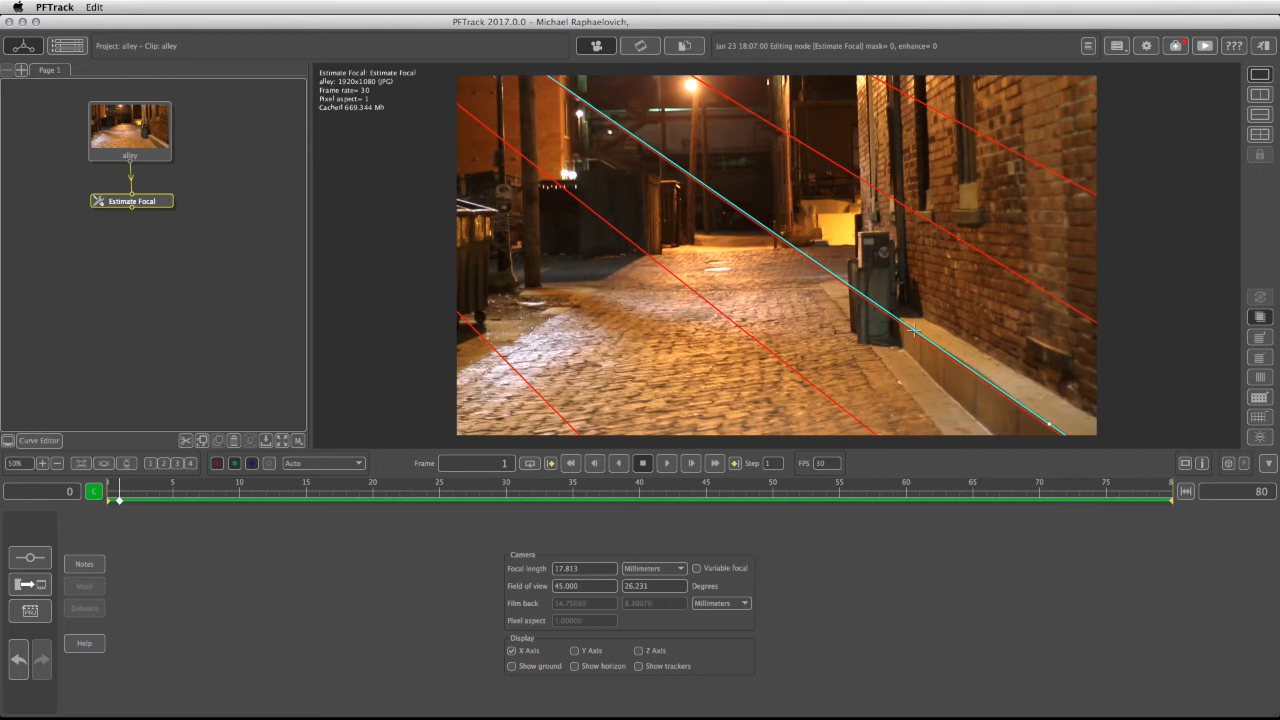 PFTrack Edit
PFTrack 2017.0.0 - Michael Raphaelovich,
Project: alley - Clip: alley
Jan 23 18:07:00 Editing node [Estimate Focal] mask= 0, enhance= 0
???
Page 1
Estimate Focal: Estimate Focal
alley: 1920x1080 (JPG)
Frame rate= 30
Pixel aspect= 1
Cached 669.344 Mb
alley
Estimate Focal
Curve Editor
50%
1 2 3 4
Auto
Frame 1
Step 1
FPS 30
0 C
5 10 15 20 25 30 35 40 45 50 55 60 65 70 75 8
80
Notes
Mask
Enhance
Help
Camera
Focal length 17.813 Millimeters Variable focal
Field of view 45.000 26.231 Degrees
Film back 14.75680 8.30070 Millimeters
Pixel aspect 1.00000
Display
X Axis Y Axis Z Axis
Show ground Show horizon Show trackers